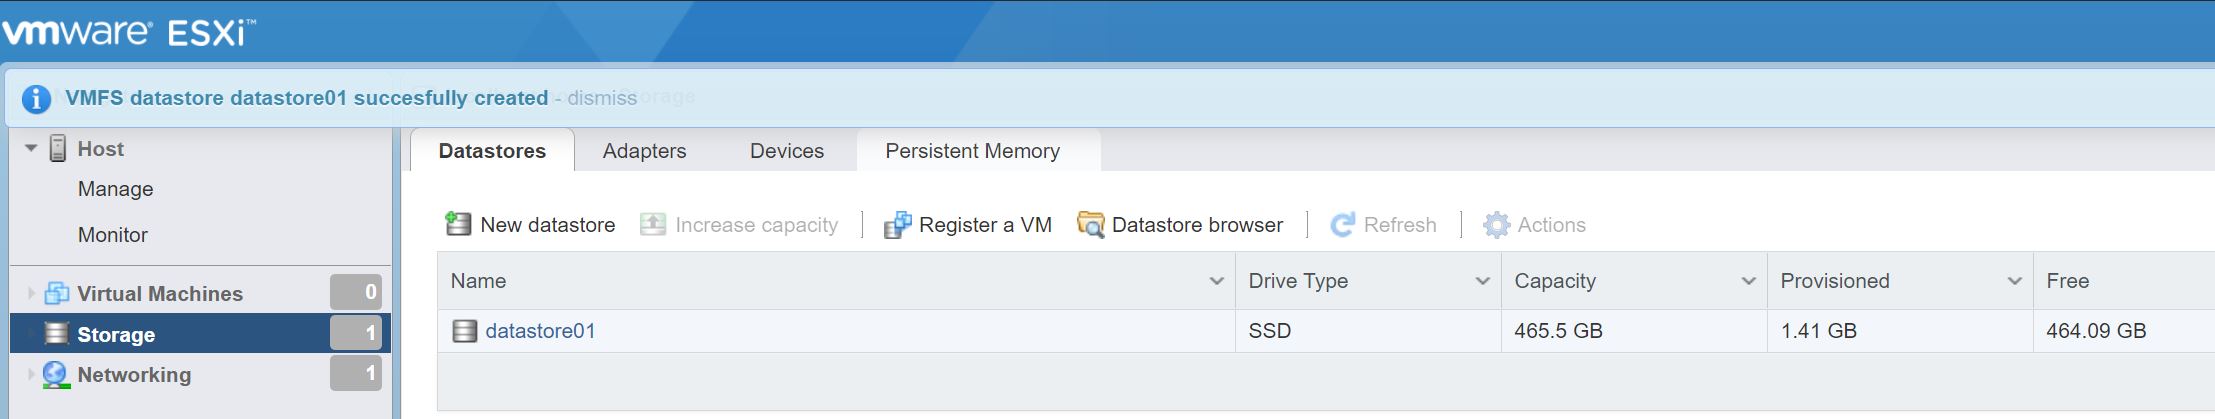 vmware® ESXi™
VMFS datastore datastore01 succesfully created - dismiss
Storage
Host
Manage
Monitor
Virtual Machines 0
Storage 1
Networking 1
Datastores Adapters Devices Persistent Memory
New datastore Increase capacity Register a VM Datastore browser Refresh Actions
Name Drive Type Capacity Provisioned Free
datastore01 SSD 465.5 GB 1.41 GB 464.09 GB